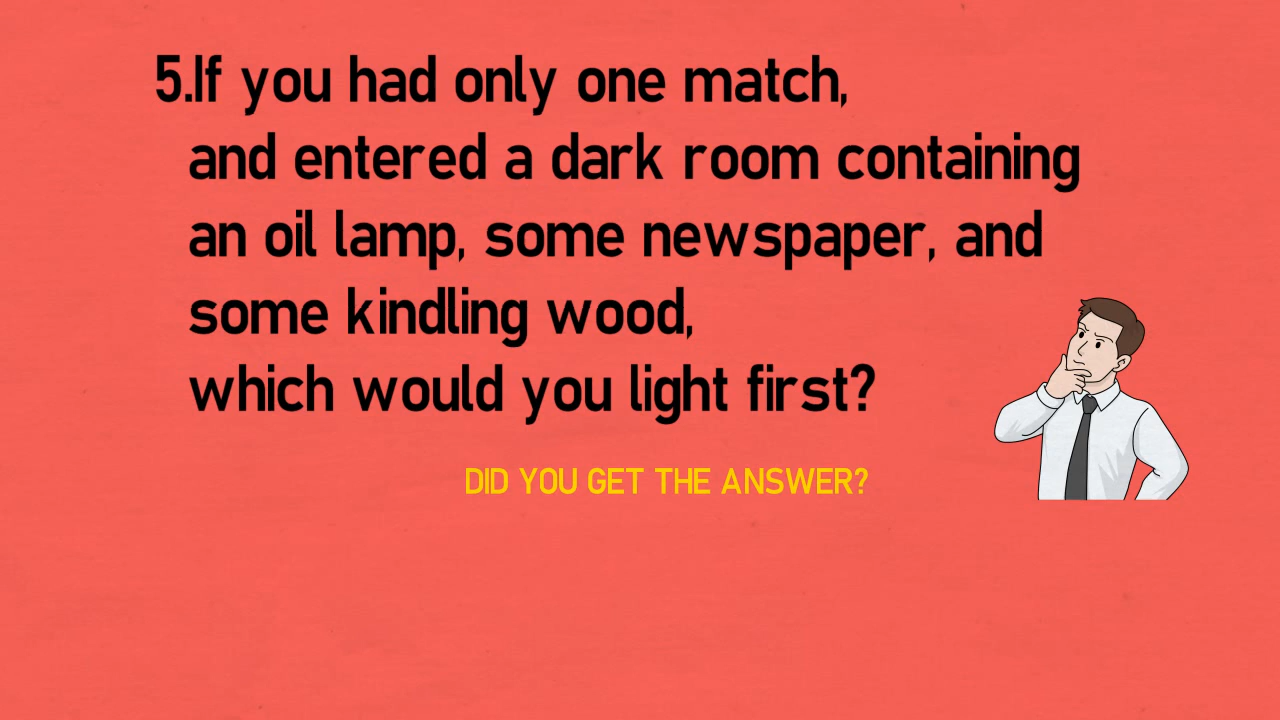 5.If you had only one match,
and entered a dark room containing
an oil lamp, some newspaper, and
some kindling wood,
which would you light first?
DID YOU GET THE ANSWER?